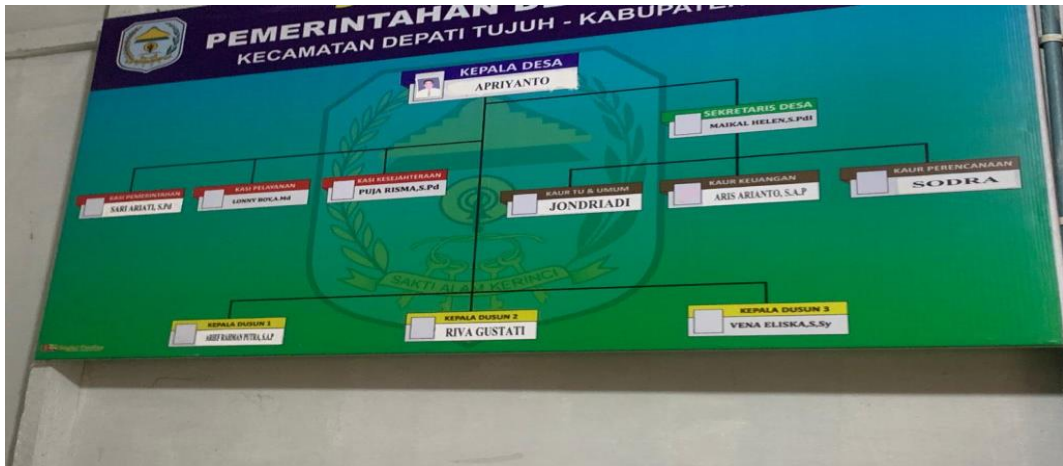 PEMERINTAHAN
KECAMATAN DEPATI TUJUH - KABUPATEN
KEPALA DESA
APRIYANTO
SEKRETARIS DESA
MAIKAL HELEN,S.PdI
KASI PEMERINTAHAN
SARI ARIATI, S.Pd
KASI PELAYANAN
LONNY BOY,A.Md
KASI KESEJAHTERAAN
PUJA RISMA,S.Pd
KAUR TU & UMUM
JONDRIADI
KAUR KEUANGAN
ARIS ARIANTO, S.A.P
KAUR PERENCANAAN
SODRA
SAKTI ALAM KERINCI
KEPALA DUSUN 1
ARIEF RAHMAN PUTRA, S.A.P
KEPALA DUSUN 2
RIVA GUSTATI
KEPALA DUSUN 3
VENA ELISKA,S,Sy